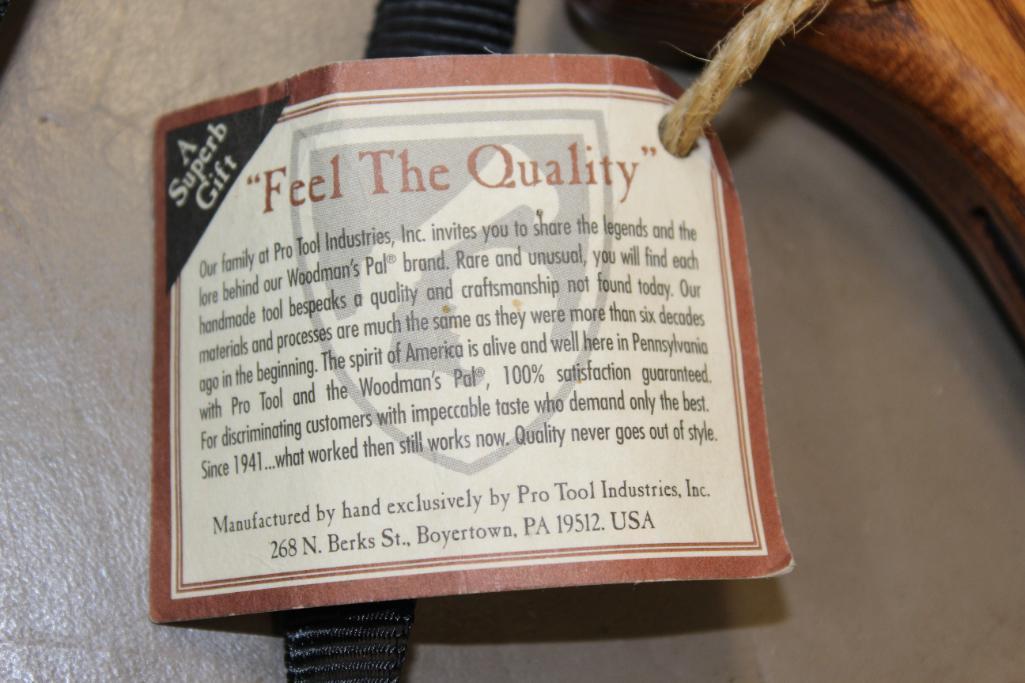 A
Superb
Gift
“Feel The Quality”
Our family at Pro Tool Industries, Inc. invites you to share the legends and the
lore behind our Woodman's Pal® brand. Rare and unusual, you will find each
handmade tool bespeaks a quality and craftsmanship not found today. Our
materials and processes are much the same as they were more than six decades
ago in the beginning. The spirit of America is alive and well here in Pennsylvania
with Pro Tool and the Woodman's Pal®, 100% satisfaction guaranteed.
For discriminating customers with impeccable taste who demand only the best.
Since 1941...what worked then still works now. Quality never goes out of style.
Manufactured by hand exclusively by Pro Tool Industries, Inc.
268 N. Berks St., Boyertown, PA 19512. USA